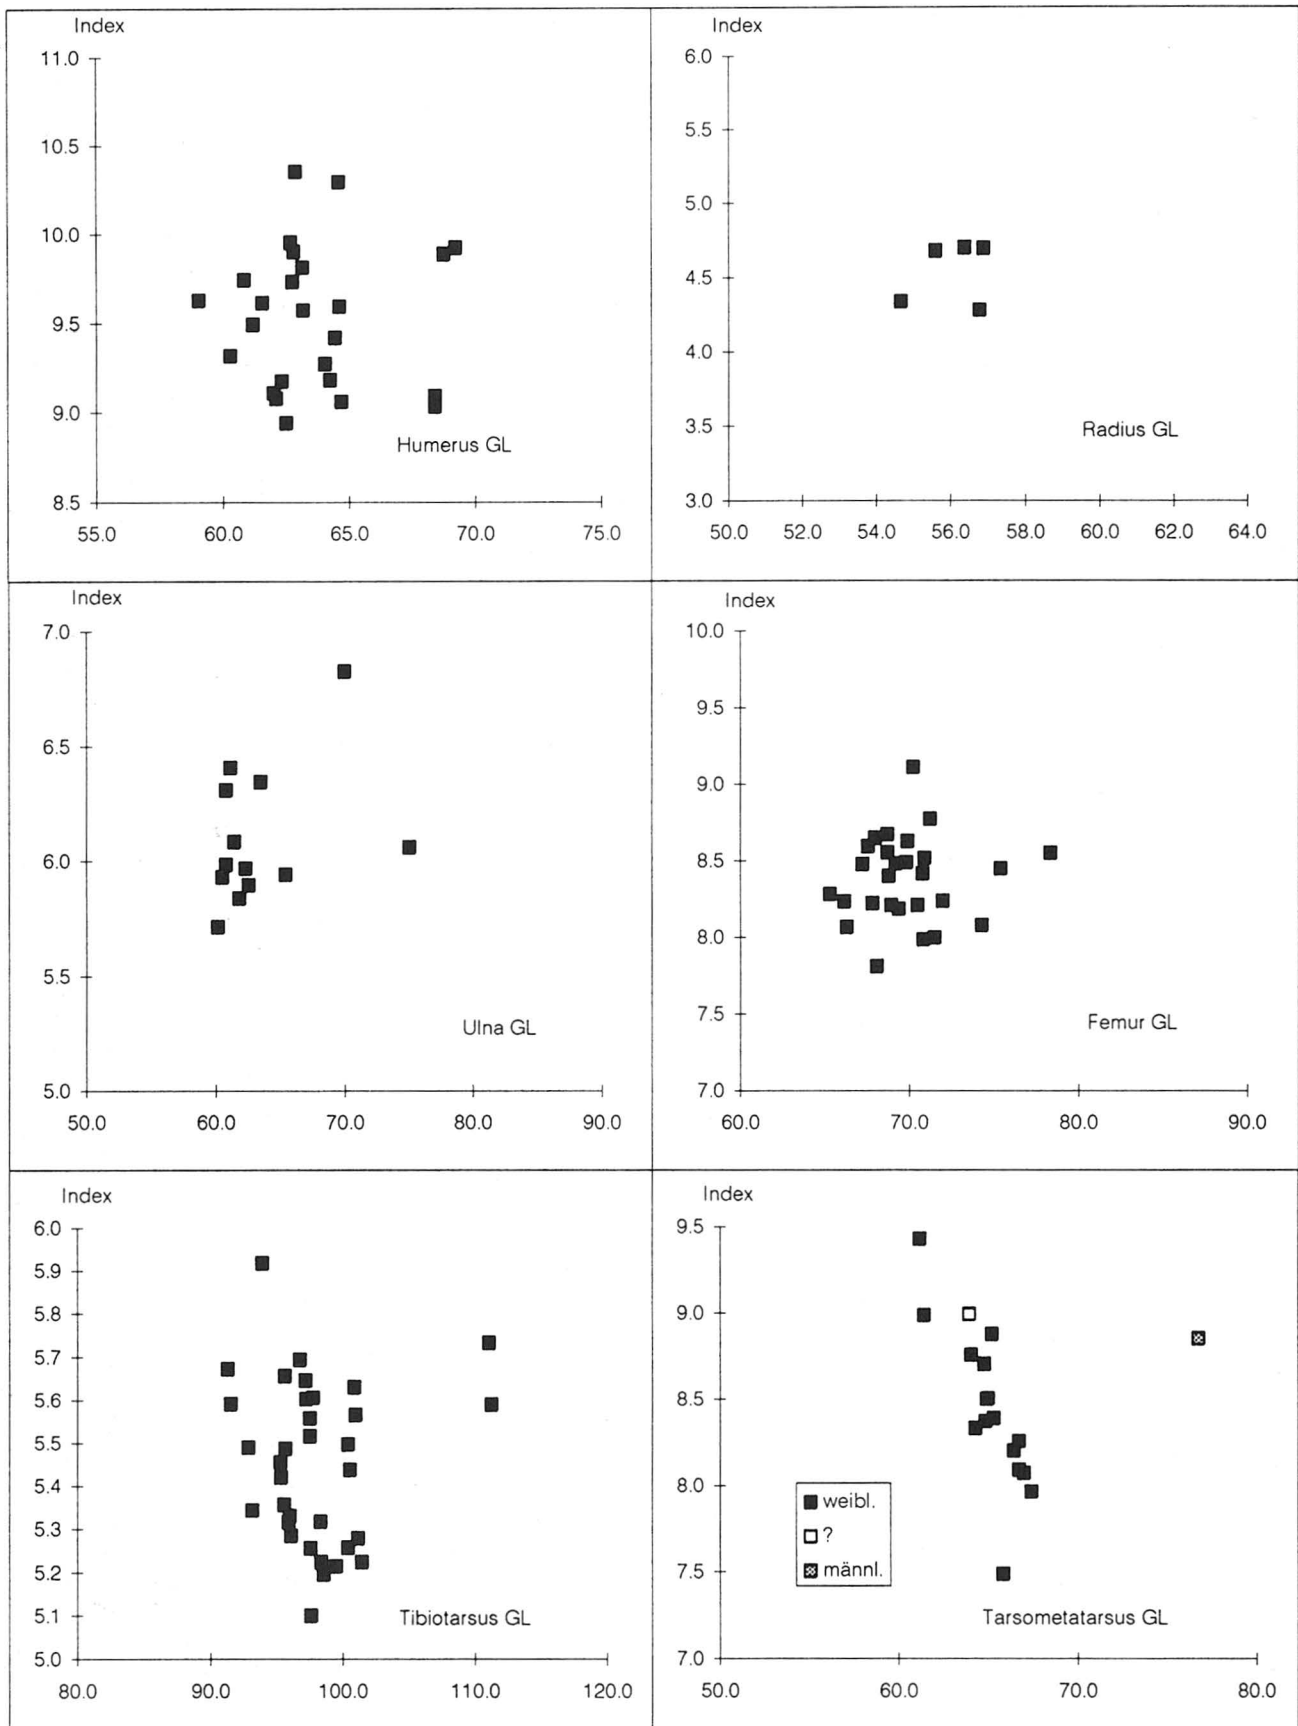 Index
11.0
10.5
10.0
9.5
9.0
8.5
55.0 60.0 65.0 70.0 75.0
Humerus GL
Index
6.0
5.5
5.0
4.5
4.0
3.5
3.0
50.0 52.0 54.0 56.0 58.0 60.0 62.0 64.0
Radius GL
Index
7.0
6.5
6.0
5.5
5.0
50.0 60.0 70.0 80.0 90.0
Ulna GL
Index
10.0
9.5
9.0
8.5
8.0
7.5
7.0
60.0 70.0 80.0 90.0
Femur GL
Index
6.0
5.9
5.8
5.7
5.6
5.5
5.4
5.3
5.2
5.1
5.0
80.0 90.0 100.0 110.0 120.0
Tibiotarsus GL
Index
9.5
9.0
8.5
8.0
7.5
7.0
50.0 60.0 70.0 80.0
weibl.
?
männl.
Tarsometatarsus GL